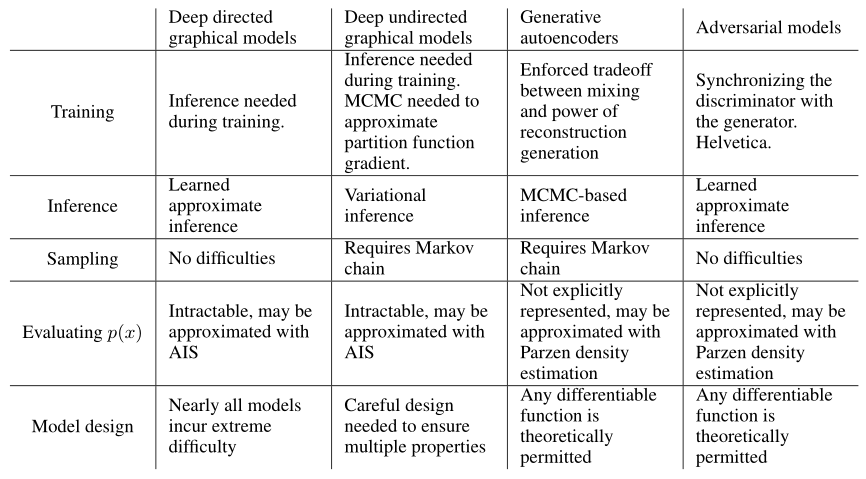 Deep directed
graphical models
Deep undirected
graphical models
Generative
autoencoders
Adversarial models
Training
Inference needed
during training.
Inference needed
during training.
MCMC needed to
approximate
partition function
gradient.
Enforced tradeoff
between mixing
and power of
reconstruction
generation
Synchronizing the
discriminator with
the generator.
Helvetica.
Inference
Learned
approximate
inference
Variational
inference
MCMC-based
inference
Learned
approximate
inference
Sampling
No difficulties
Requires Markov
chain
Requires Markov
chain
No difficulties
Evaluating p(x)
Intractable, may be
approximated with
AIS
Intractable, may be
approximated with
AIS
Not explicitly
represented, may be
approximated with
Parzen density
estimation
Not explicitly
represented, may be
approximated with
Parzen density
estimation
Model design
Nearly all models
incur extreme
difficulty
Careful design
needed to ensure
multiple properties
Any differentiable
function is
theoretically
permitted
Any differentiable
function is
theoretically
permitted